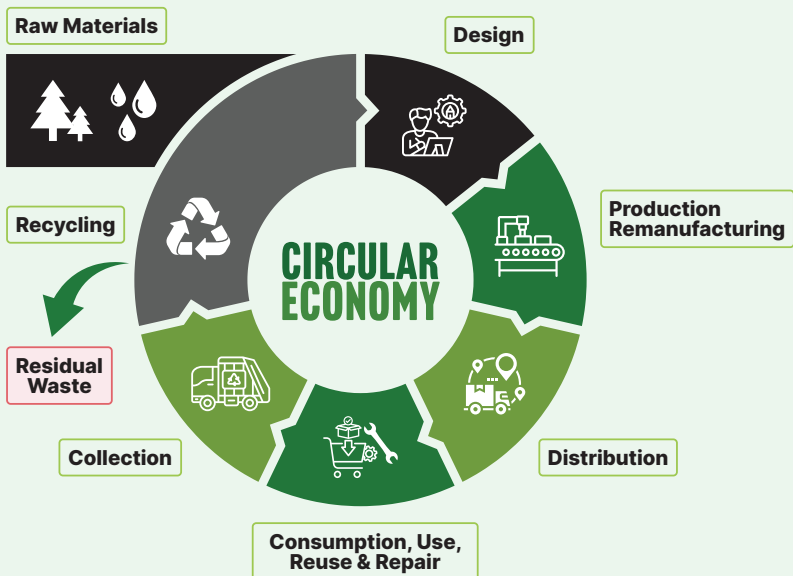 Raw Materials
Design
Production
Remanufacturing
Recycling
CIRCULAR
ECONOMY
Residual
Waste
Collection
Distribution
Consumption, Use,
Reuse & Repair